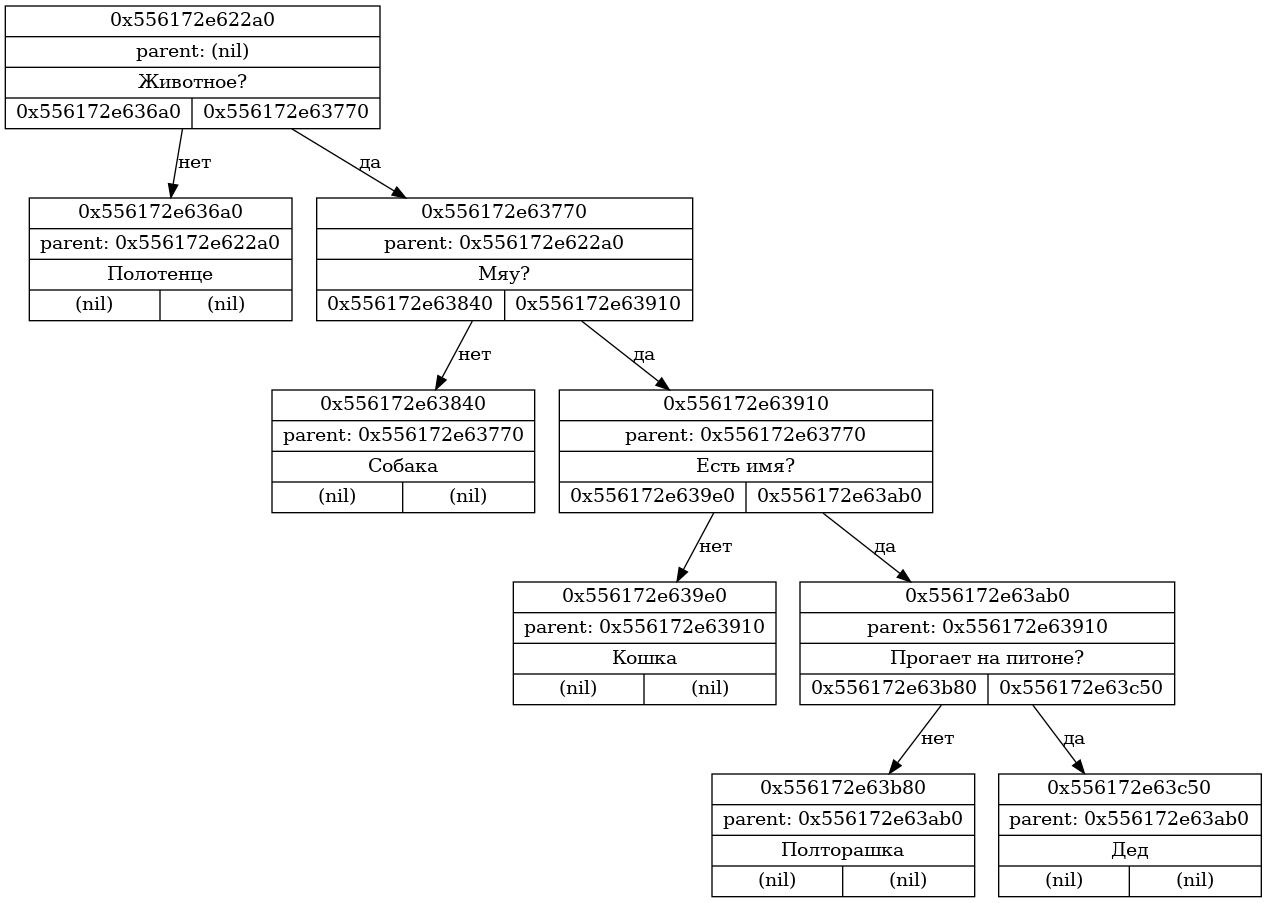 0x556172e622a0
parent: (nil)
Животное?
0x556172e636a0 0x556172e63770
нет да
0x556172e636a0 0x556172e63770
parent: 0x556172e622a0 parent: 0x556172e622a0
Полотенце Мяу?
(nil) (nil) 0x556172e63840 0x556172e63910
нет да
0x556172e63840 0x556172e63910
parent: 0x556172e63770 parent: 0x556172e63770
Собака Есть имя?
(nil) (nil) 0x556172e639e0 0x556172e63ab0
нет да
0x556172e639e0 0x556172e63ab0
parent: 0x556172e63910 parent: 0x556172e63910
Кошка Прогает на питоне?
(nil) (nil) 0x556172e63b80 0x556172e63c50
нет да
0x556172e63b80 0x556172e63c50
parent: 0x556172e63ab0 parent: 0x556172e63ab0
Полторашка Дед
(nil) (nil) (nil) (nil)